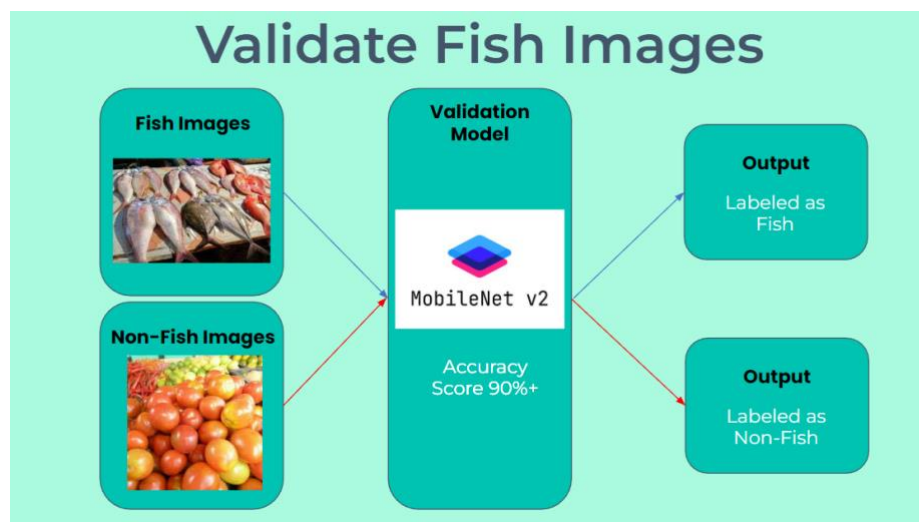 Validate Fish Images
Fish Images
Non-Fish Images
Validation
Model
MobileNet v2
Accuracy
Score 90%+
Output
Labeled as
Fish
Output
Labeled as
Non-Fish